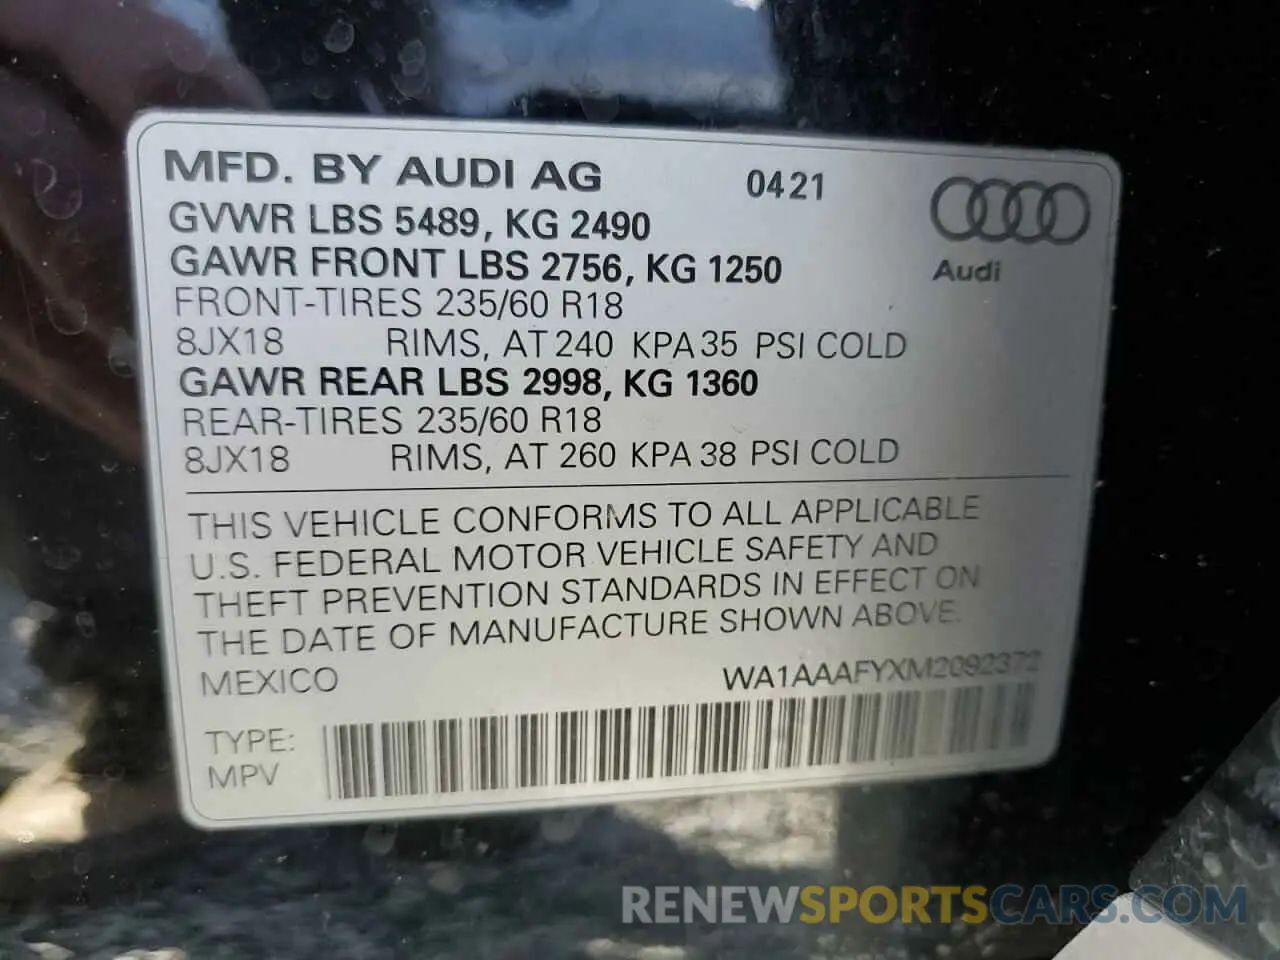 MFD. BY AUDI AG 0421
GVWR LBS 5489, KG 2490
GAWR FRONT LBS 2756, KG 1250
Audi
FRONT-TIRES 235/60 R18
8JX18 RIMS, AT 240 KPA 35 PSI COLD
GAWR REAR LBS 2998, KG 1360
REAR-TIRES 235/60 R18
8JX18 RIMS, AT 260 KPA 38 PSI COLD
THIS VEHICLE CONFORMS TO ALL APPLICABLE
U.S. FEDERAL MOTOR VEHICLE SAFETY AND
THEFT PREVENTION STANDARDS IN EFFECT ON
THE DATE OF MANUFACTURE SHOWN ABOVE.
MEXICO WA1AAAFYXM2092372
TYPE:
MPV
RENEWSPORTSCARS.COM